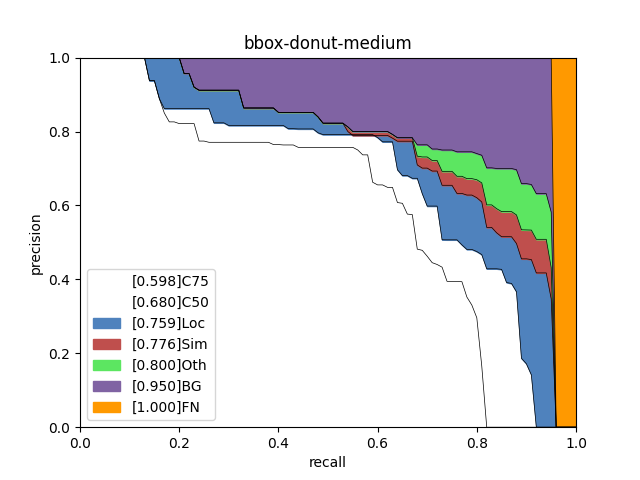 bbox-donut-medium
precision
1.0
0.8
0.6
0.4
0.2
0.0
[0.598]C75
[0.680]C50
[0.759]Loc
[0.776]Sim
[0.800]Oth
[0.950]BG
[1.000]FN
0.0 0.2 0.4 0.6 0.8 1.0
recall